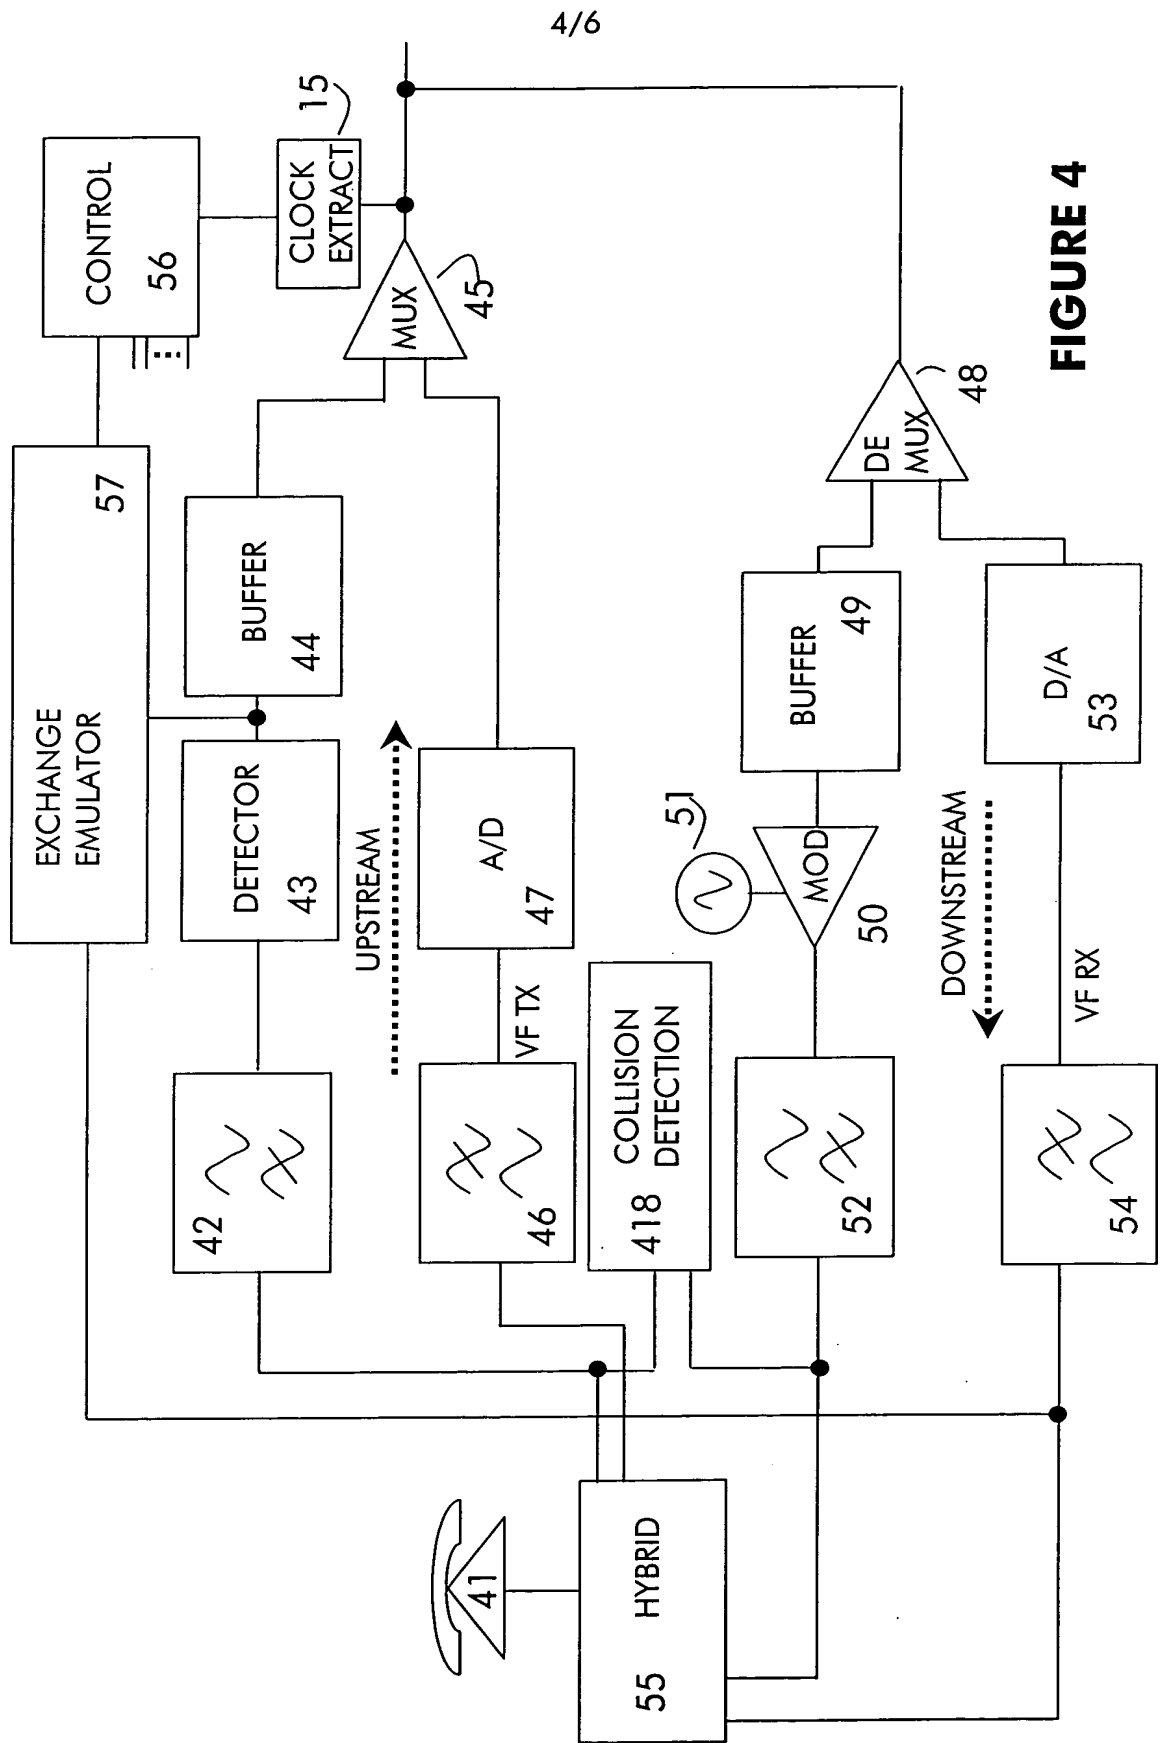 4/6
CONTROL
56
CLOCK
EXTRACT
15
EXCHANGE
EMULATOR
57
DETECTOR
43
BUFFER
44
MUX
45
42
UPSTREAM
A/D
47
VF TX
46
COLLISION
DETECTION
418
41
HYBRID
55
52
MOD
50
51
BUFFER
49
DE
MUX
48
DOWNSTREAM
D/A
53
VF RX
54
FIGURE 4